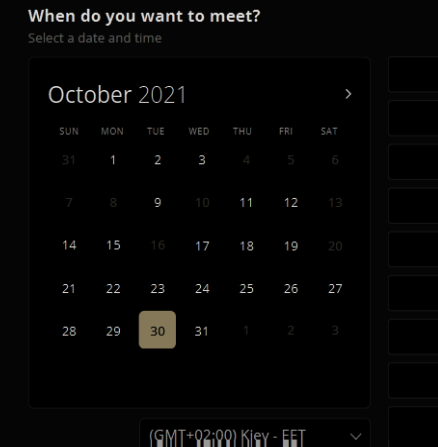 When do you want to meet?
Select a date and time
October 2021
SUN MON TUE WED THU FRI SAT
31 1 2 3 4 5 6
7 8 9 10 11 12 13
14 15 16 17 18 19 20
21 22 23 24 25 26 27
28 29 30 31 1 2 3
(GMT+02:00) Kiev - EET